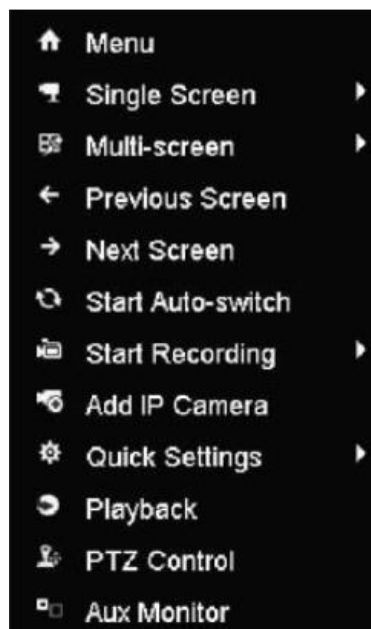 Menu
Single Screen
Multi-screen
Previous Screen
Next Screen
Start Auto-switch
Start Recording
Add IP Camera
Quick Settings
Playback
PTZ Control
Aux Monitor